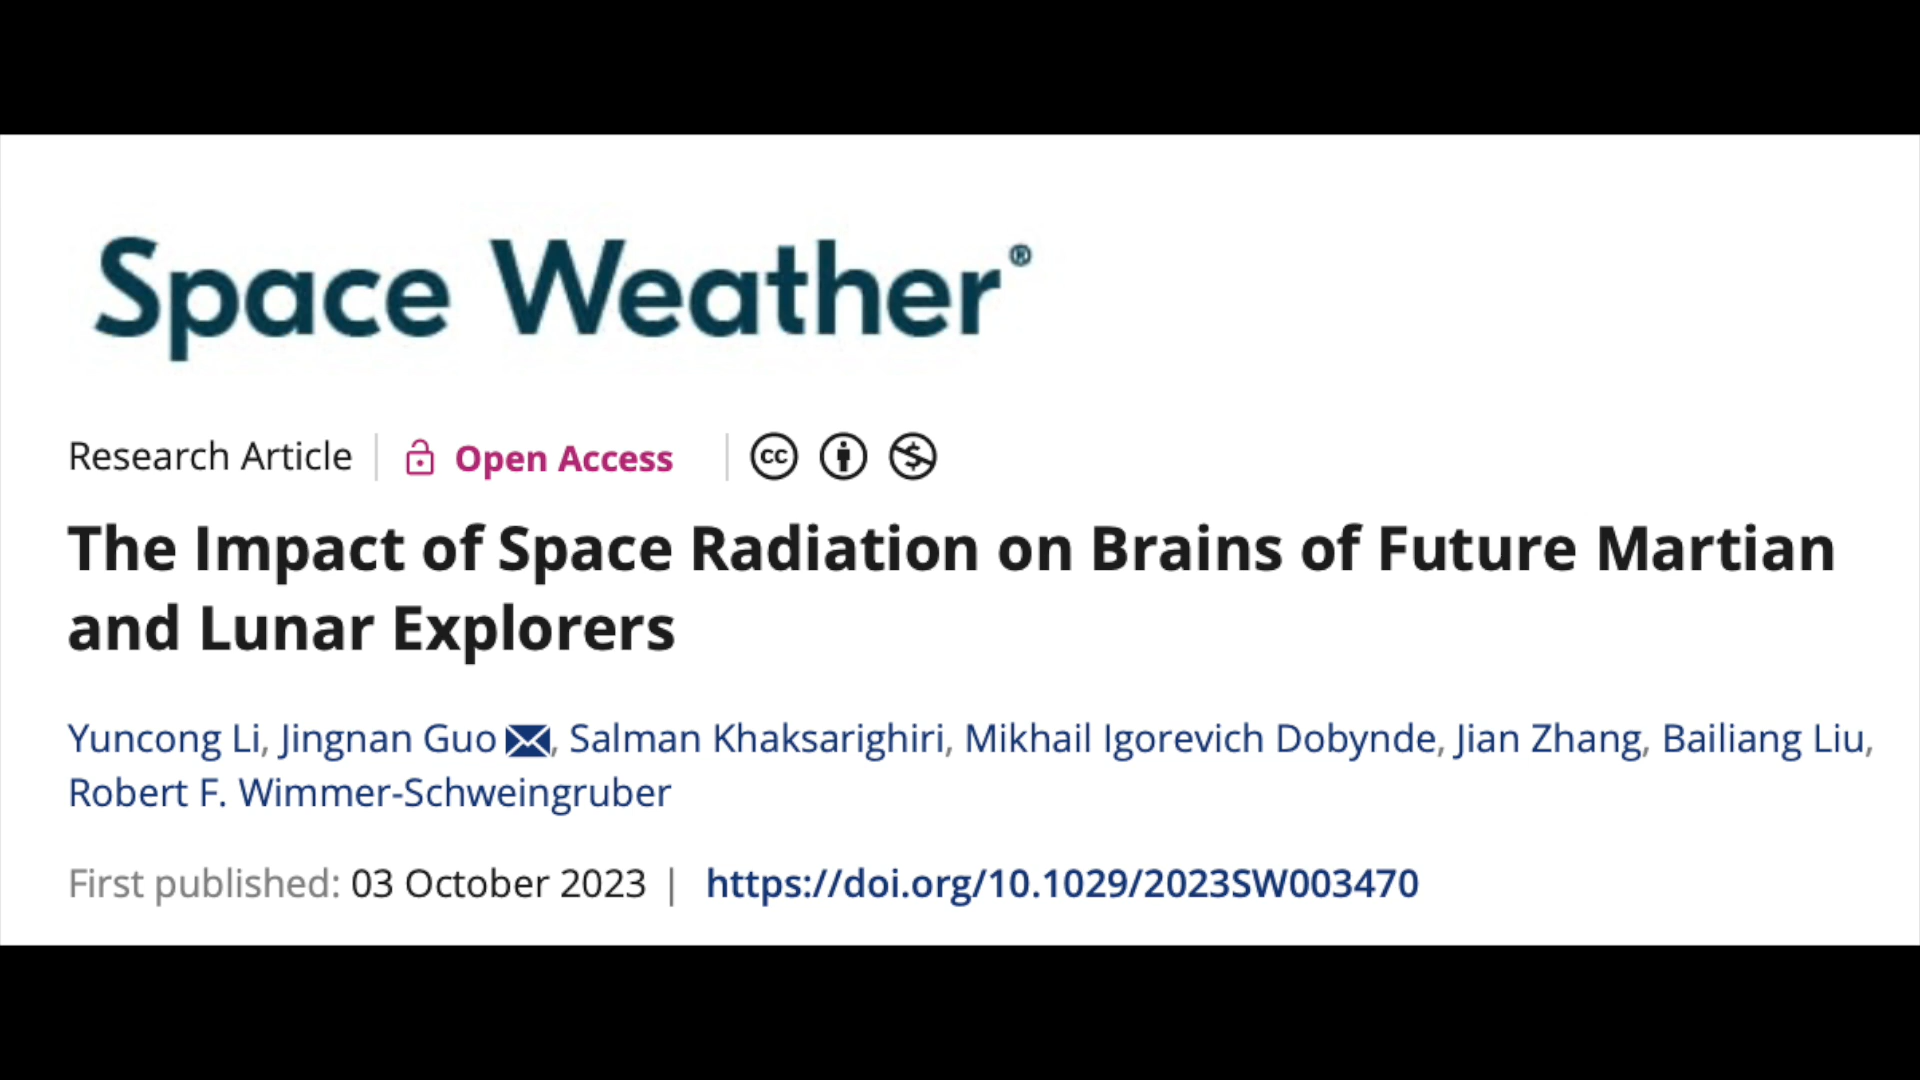 Space Weather®
Research Article | Open Access | cc $
The Impact of Space Radiation on Brains of Future Martian
and Lunar Explorers
Yuncong Li, Jingnan Guo, Salman Khaksarighiri, Mikhail Igorevich Dobynde, Jian Zhang, Bailiang Liu,
Robert F. Wimmer-Schweingruber
First published: 03 October 2023 | https://doi.org/10.1029/2023SW003470